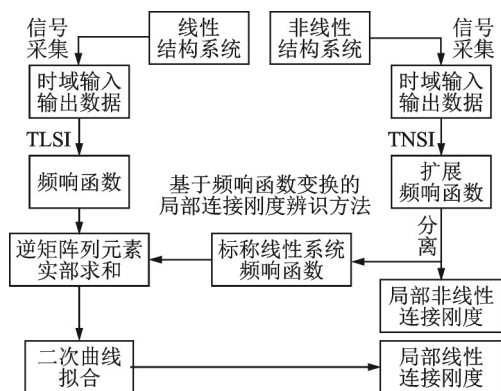 信号
采集
线性
结构系统
非线性
结构系统
信号
采集
时域输入
输出数据
时域输入
输出数据
TLSI
TNSI
频响函数
基于频响函数变换的
局部连接刚度辨识方法
扩展
频响函数
分离
逆矩阵列元素
实部求和
标称线性系统
频响函数
局部非线性
连接刚度
二次曲线
拟合
局部线性
连接刚度